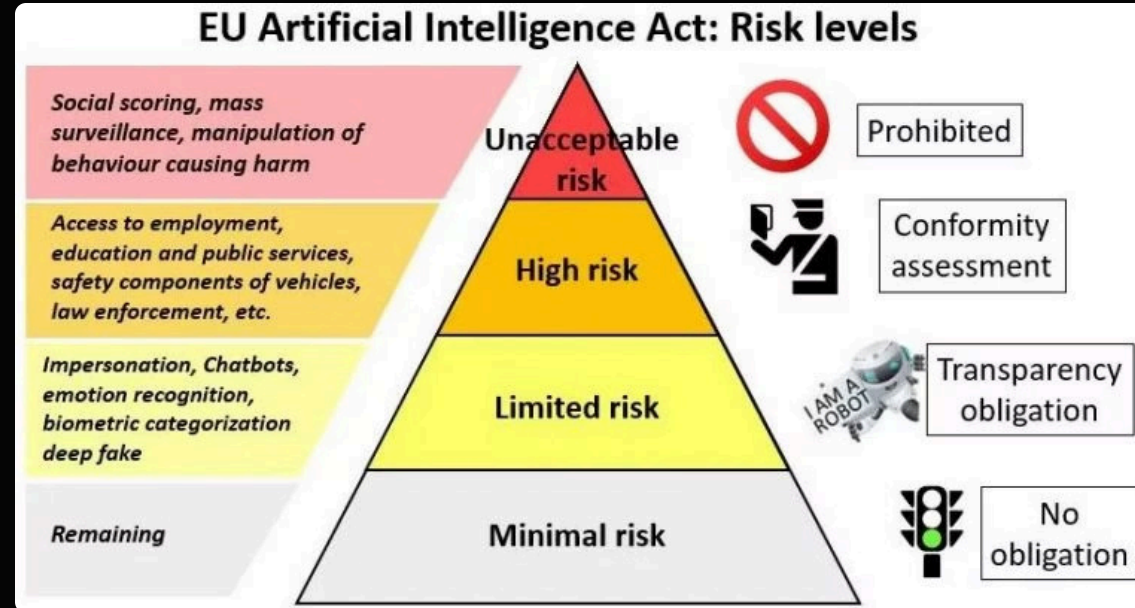 EU Artificial Intelligence Act: Risk levels
Social scoring, mass
surveillance, manipulation of
behaviour causing harm
Unacceptable
risk
Prohibited
Access to employment,
education and public services,
safety components of vehicles,
law enforcement, etc.
High risk
Conformity
assessment
Impersonation, Chatbots,
emotion recognition,
biometric categorization
deep fake
Limited risk
I AM A
ROBOT
Transparency
obligation
Remaining
Minimal risk
No
obligation